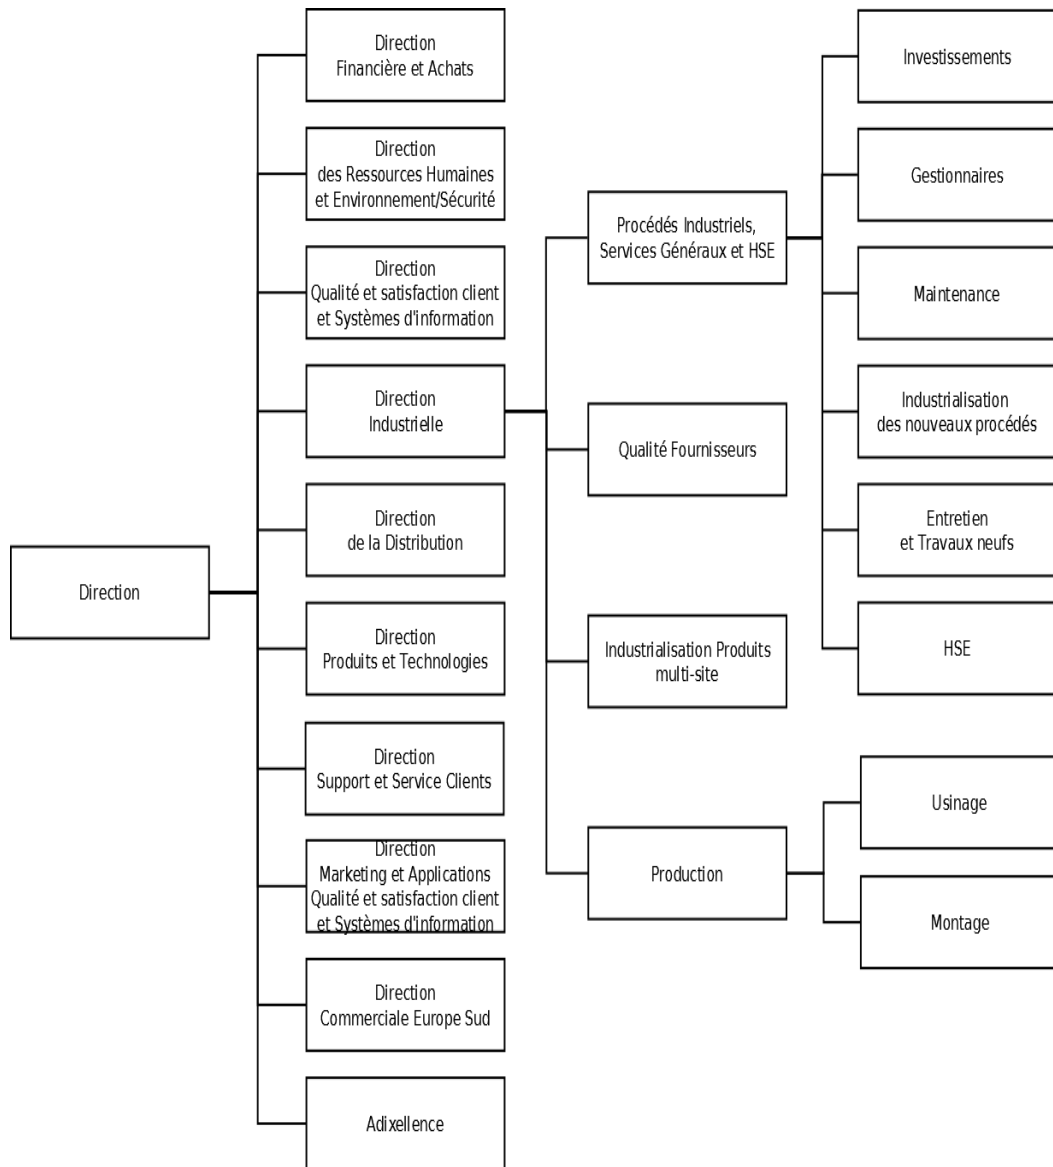 Direction
Direction
Financière et Achats
Direction
des Ressources Humaines
et Environnement/Sécurité
Direction
Qualité et satisfaction client
et Systèmes d'information
Direction
Industrielle
Direction
de la Distribution
Direction
Produits et Technologies
Direction
Support et Service Clients
Direction
Marketing et Applications
Qualité et satisfaction client
et Systèmes d'information
Direction
Commerciale Europe Sud
Adixellence
Procédés Industriels,
Services Généraux et HSE
Qualité Fournisseurs
Industrialisation Produits
multi-site
Production
Investissements
Gestionnaires
Maintenance
Industrialisation
des nouveaux procédés
Entretien
et Travaux neufs
HSE
Usinage
Montage